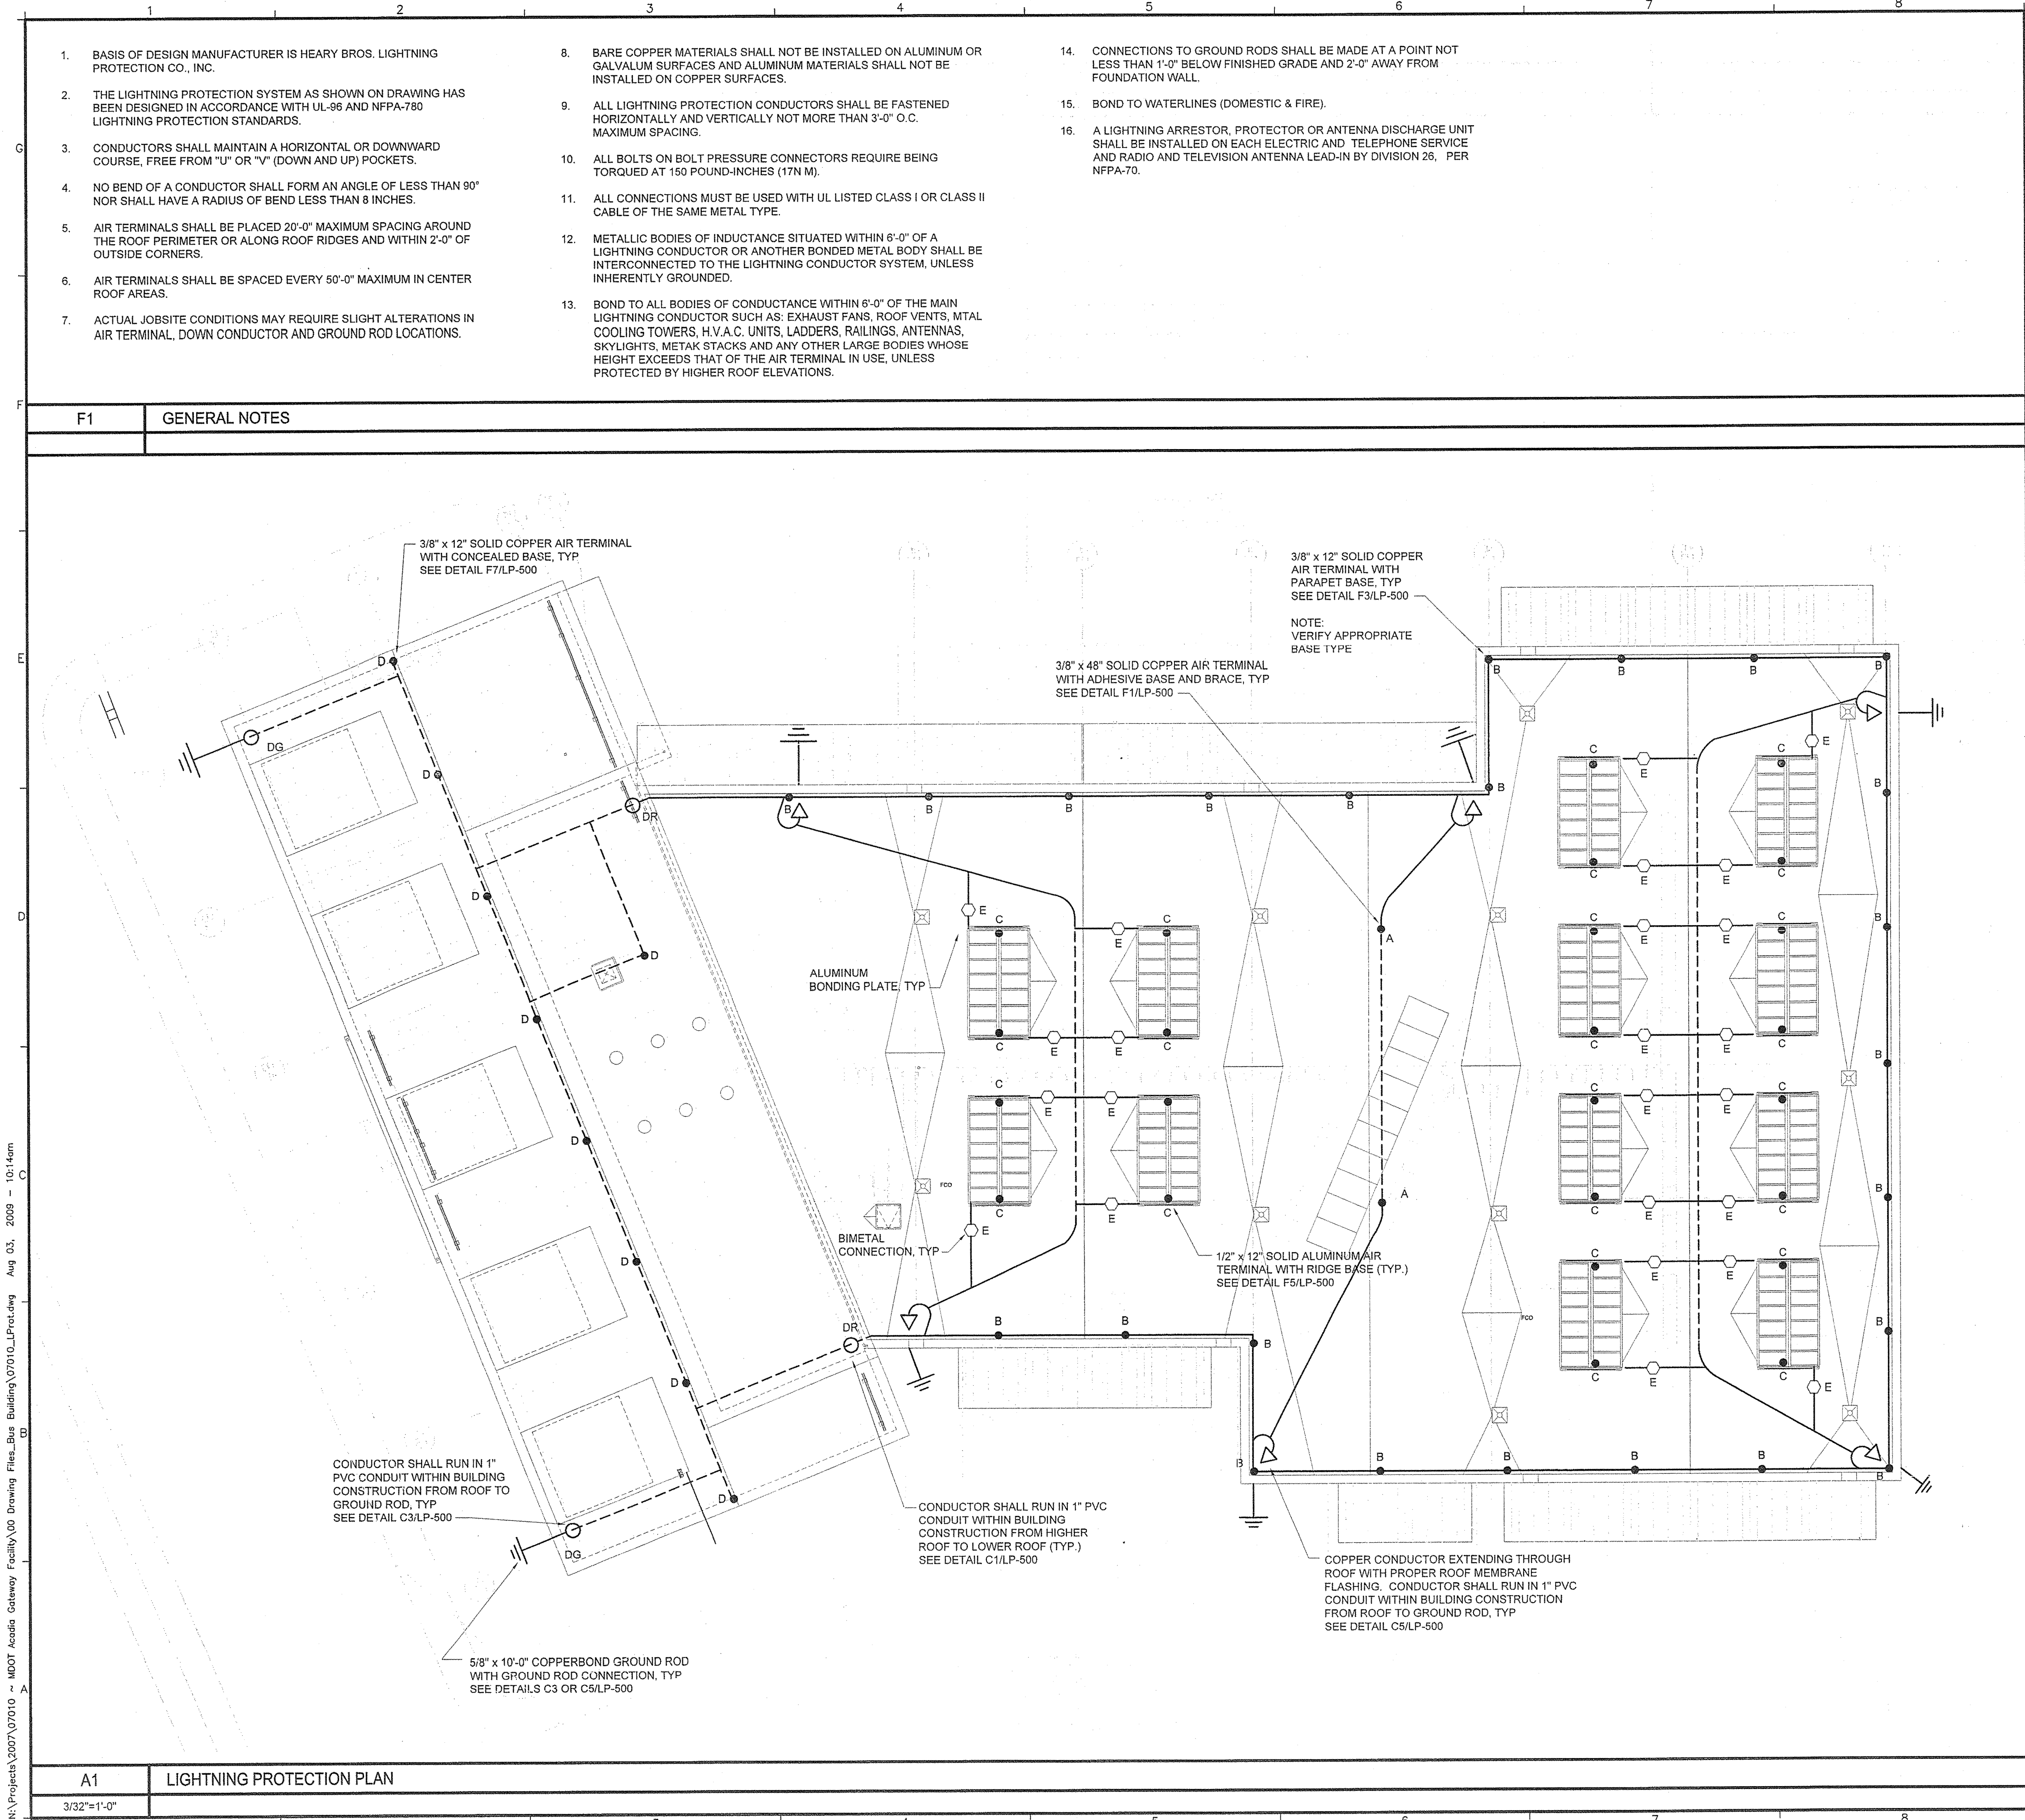 1 2 3 4 5 6 7 8
1. BASIS OF DESIGN MANUFACTURER IS HEARY BROS. LIGHTNING
PROTECTION CO., INC.
2. THE LIGHTNING PROTECTION SYSTEM AS SHOWN ON DRAWING HAS
BEEN DESIGNED IN ACCORDANCE WITH UL-96 AND NFPA-780
LIGHTNING PROTECTION STANDARDS.
3. CONDUCTORS SHALL MAINTAIN A HORIZONTAL OR DOWNWARD
COURSE, FREE FROM "U" OR "V" (DOWN AND UP) POCKETS.
4. NO BEND OF A CONDUCTOR SHALL FORM AN ANGLE OF LESS THAN 90°
NOR SHALL HAVE A RADIUS OF BEND LESS THAN 8 INCHES.
5. AIR TERMINALS SHALL BE PLACED 20'-0" MAXIMUM SPACING AROUND
THE ROOF PERIMETER OR ALONG ROOF RIDGES AND WITHIN 2'-0" OF
OUTSIDE CORNERS.
6. AIR TERMINALS SHALL BE SPACED EVERY 50'-0" MAXIMUM IN CENTER
ROOF AREAS.
7. ACTUAL JOBSITE CONDITIONS MAY REQUIRE SLIGHT ALTERATIONS IN
AIR TERMINAL, DOWN CONDUCTOR AND GROUND ROD LOCATIONS.
8. BARE COPPER MATERIALS SHALL NOT BE INSTALLED ON ALUMINUM OR
GALVALUM SURFACES AND ALUMINUM MATERIALS SHALL NOT BE
INSTALLED ON COPPER SURFACES.
9. ALL LIGHTNING PROTECTION CONDUCTORS SHALL BE FASTENED
HORIZONTALLY AND VERTICALLY NOT MORE THAN 3'-0" O.C.
MAXIMUM SPACING.
10. ALL BOLTS ON BOLT PRESSURE CONNECTORS REQUIRE BEING
TORQUED AT 150 POUND-INCHES (17N M).
11. ALL CONNECTIONS MUST BE USED WITH UL LISTED CLASS I OR CLASS II
CABLE OF THE SAME METAL TYPE.
12. METALLIC BODIES OF INDUCTANCE SITUATED WITHIN 6'-0" OF A
LIGHTNING CONDUCTOR OR ANOTHER BONDED METAL BODY SHALL BE
INTERCONNECTED TO THE LIGHTNING CONDUCTOR SYSTEM, UNLESS
INHERENTLY GROUNDED.
13. BOND TO ALL BODIES OF CONDUCTANCE WITHIN 6'-0" OF THE MAIN
LIGHTNING CONDUCTOR SUCH AS: EXHAUST FANS, ROOF VENTS, MTAL
COOLING TOWERS, H.V.A.C. UNITS, LADDERS, RAILINGS, ANTENNAS,
SKYLIGHTS, METAK STACKS AND ANY OTHER LARGE BODIES WHOSE
HEIGHT EXCEEDS THAT OF THE AIR TERMINAL IN USE, UNLESS
PROTECTED BY HIGHER ROOF ELEVATIONS.
14. CONNECTIONS TO GROUND RODS SHALL BE MADE AT A POINT NOT
LESS THAN 1'-0" BELOW FINISHED GRADE AND 2'-0" AWAY FROM
FOUNDATION WALL.
15. BOND TO WATERLINES (DOMESTIC & FIRE).
16. A LIGHTNING ARRESTOR, PROTECTOR OR ANTENNA DISCHARGE UNIT
SHALL BE INSTALLED ON EACH ELECTRIC AND TELEPHONE SERVICE
AND RADIO AND TELEVISION ANTENNA LEAD-IN BY DIVISION 26, PER
NFPA-70.
G
F
F1 GENERAL NOTES
3/8" x 12" SOLID COPPER AIR TERMINAL
WITH CONCEALED BASE, TYP
SEE DETAIL F7/LP-500
3/8" x 12" SOLID COPPER
AIR TERMINAL WITH
PARAPET BASE, TYP
SEE DETAIL F3/LP-500
NOTE:
VERIFY APPROPRIATE
BASE TYPE
3/8" x 48" SOLID COPPER AIR TERMINAL
WITH ADHESIVE BASE AND BRACE, TYP
SEE DETAIL F1/LP-500
E
D
C
B
A
D
D
D
D
D
D
D
D
D
DG
DG
DR
DR
B B B B B
B B B B B
B B B B B
B B B
B B B B B B
A
A
C C C C
C C C C
C C C C
C C C C
C C C C
C C C C
E E E E
E E E E
E E E E
E E E E
E E E E
E E E E
ALUMINUM
BONDING PLATE, TYP
FCO
FCO
BIMETAL
CONNECTION, TYP
1/2" x 12" SOLID ALUMINUM AIR
TERMINAL WITH RIDGE BASE (TYP.)
SEE DETAIL F5/LP-500
CONDUCTOR SHALL RUN IN 1"
PVC CONDUIT WITHIN BUILDING
CONSTRUCTION FROM ROOF TO
GROUND ROD, TYP
SEE DETAIL C3/LP-500
CONDUCTOR SHALL RUN IN 1" PVC
CONDUIT WITHIN BUILDING
CONSTRUCTION FROM HIGHER
ROOF TO LOWER ROOF (TYP.)
SEE DETAIL C1/LP-500
COPPER CONDUCTOR EXTENDING THROUGH
ROOF WITH PROPER ROOF MEMBRANE
FLASHING. CONDUCTOR SHALL RUN IN 1" PVC
CONDUIT WITHIN BUILDING CONSTRUCTION
FROM ROOF TO GROUND ROD, TYP
SEE DETAIL C5/LP-500
5/8" x 10'-0" COPPERBOND GROUND ROD
WITH GROUND ROD CONNECTION, TYP
SEE DETAILS C3 OR C5/LP-500
A1 LIGHTNING PROTECTION PLAN
3/32"=1'-0"
N:\Projects\2007\07010 ~ MDOT Acadia Gateway Facility\00 Drawing Files_Bus Building\07010_LProt.dwg Aug 03, 2009 - 10:14am